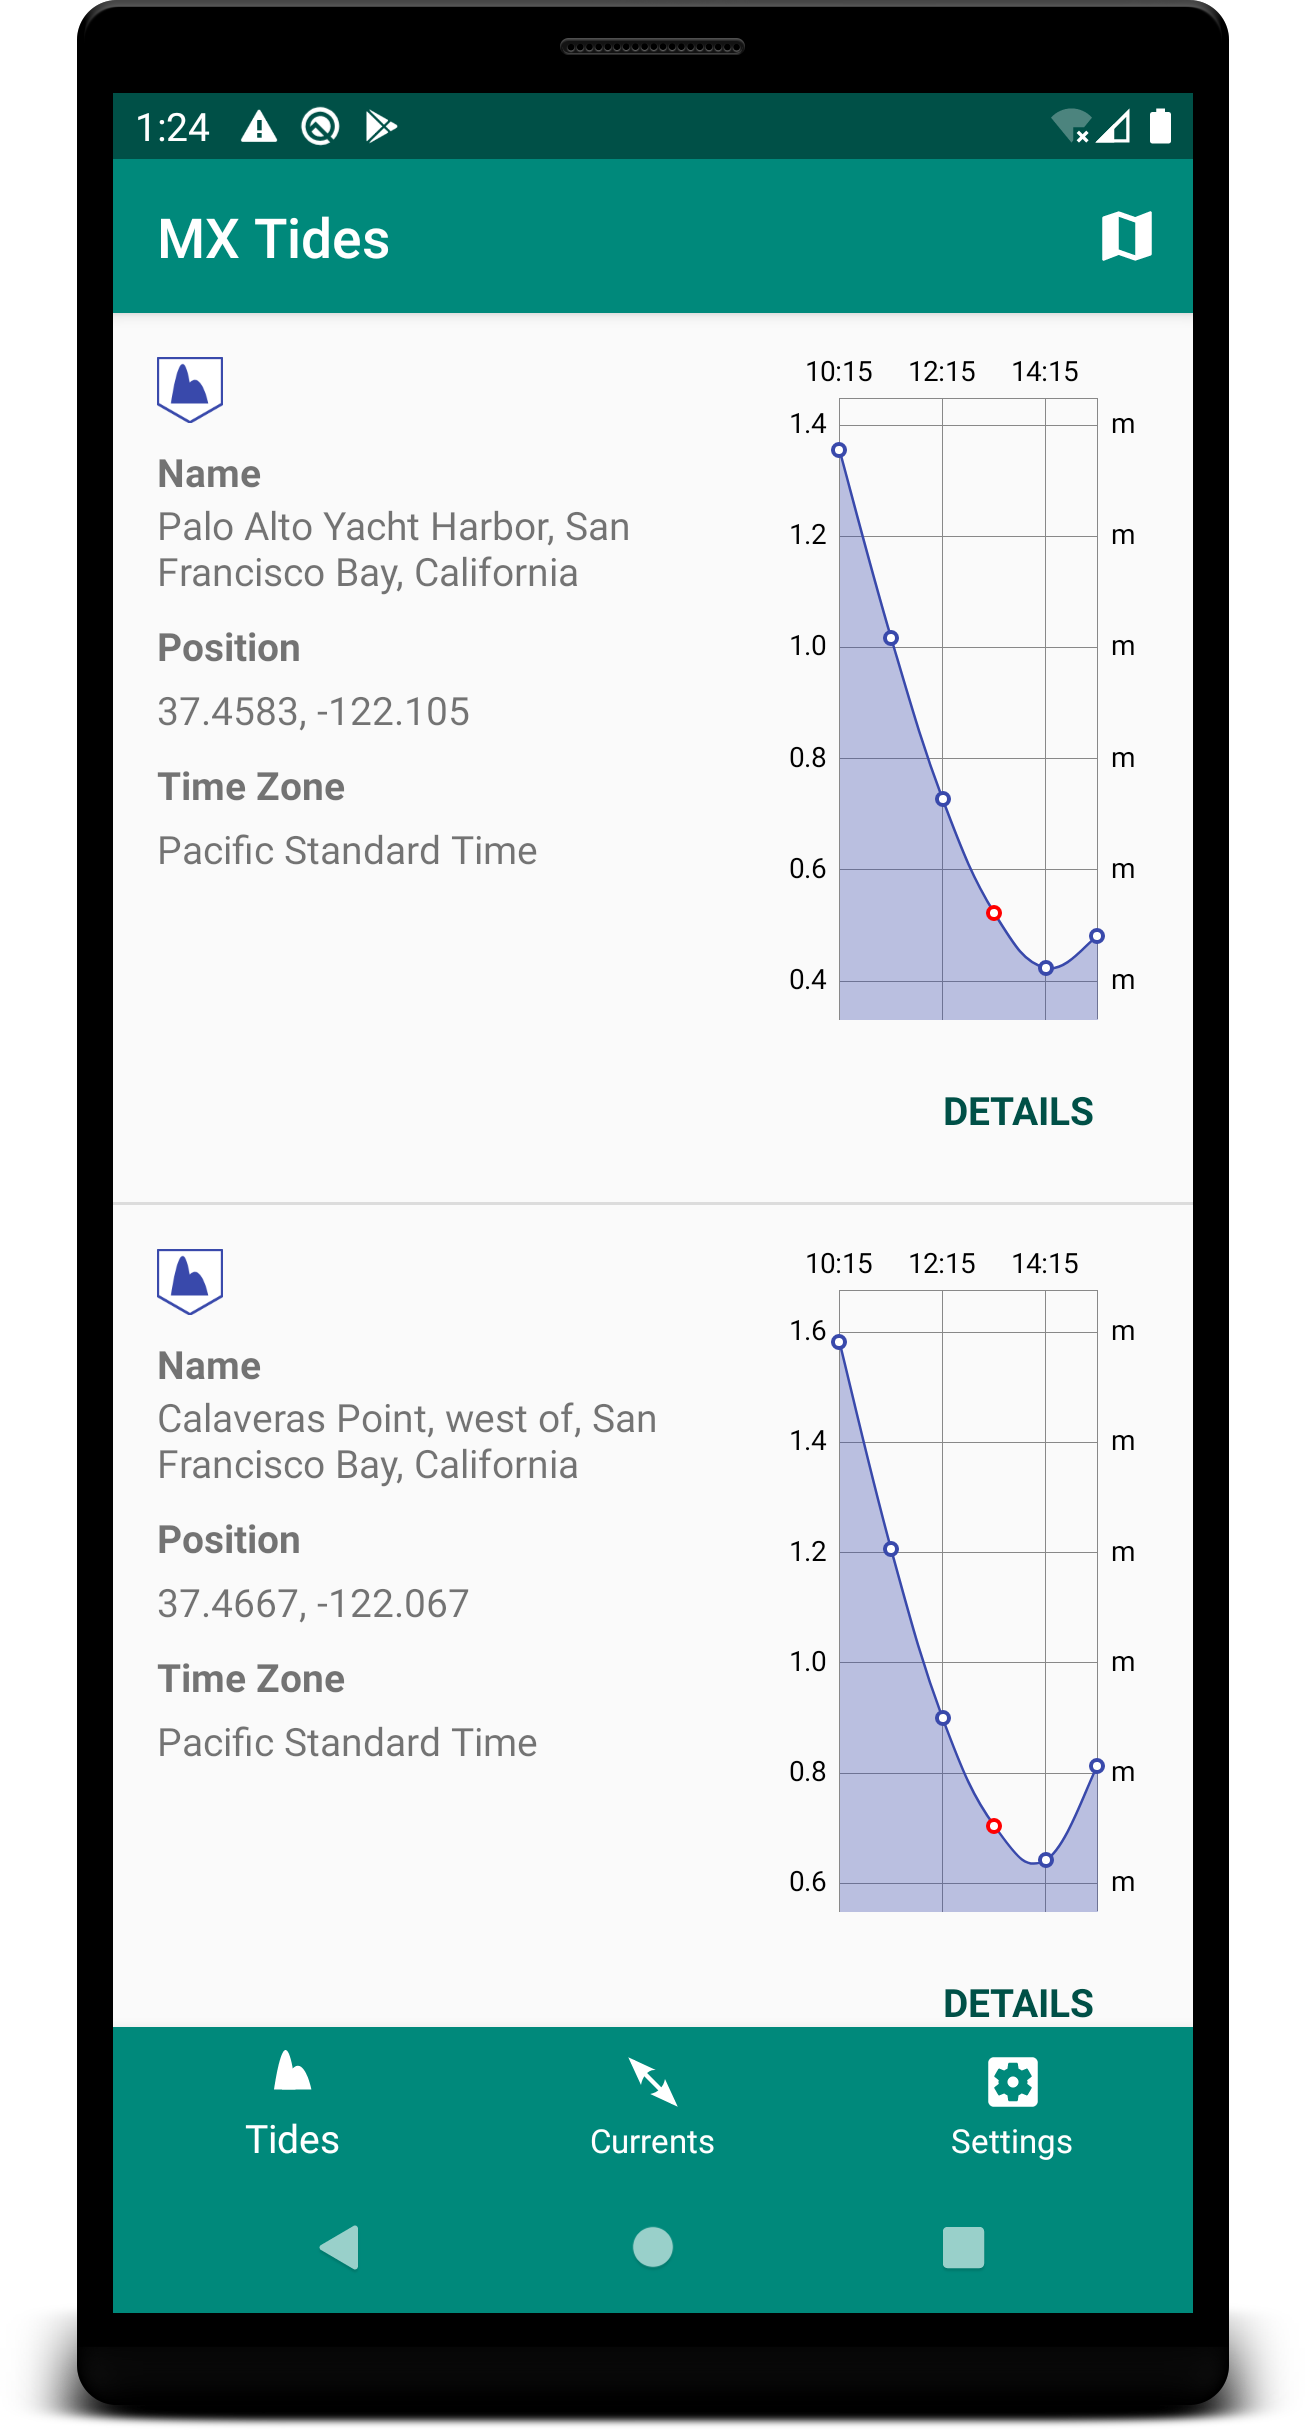 1:24
MX Tides
Name
Palo Alto Yacht Harbor, San
Francisco Bay, California
Position
37.4583, -122.105
Time Zone
Pacific Standard Time
10:15 12:15 14:15
1.4 m
1.2 m
1.0 m
0.8 m
0.6 m
0.4 m
DETAILS
Name
Calaveras Point, west of, San
Francisco Bay, California
Position
37.4667, -122.067
Time Zone
Pacific Standard Time
10:15 12:15 14:15
1.6 m
1.4 m
1.2 m
1.0 m
0.8 m
0.6 m
DETAILS
Tides Currents Settings